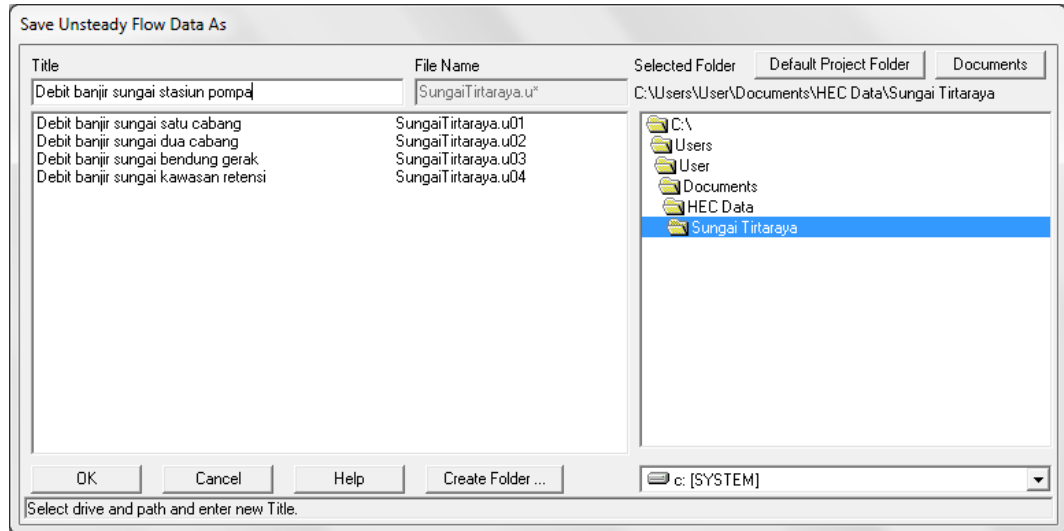 Save Unsteady Flow Data As
Title File Name Selected Folder Default Project Folder Documents
Debit banjir sungai stasiun pompa SungaiTirtaraya.u* C:\Users\User\Documents\HEC Data\Sungai Tirtaraya
Debit banjir sungai satu cabang SungaiTirtaraya.u01
Debit banjir sungai dua cabang SungaiTirtaraya.u02
Debit banjir sungai bendung gerak SungaiTirtaraya.u03
Debit banjir sungai kawasan retensi SungaiTirtaraya.u04
C:\
Users
User
Documents
HEC Data
Sungai Tirtaraya
OK Cancel Help Create Folder ... c: [SYSTEM]
Select drive and path and enter new Title.